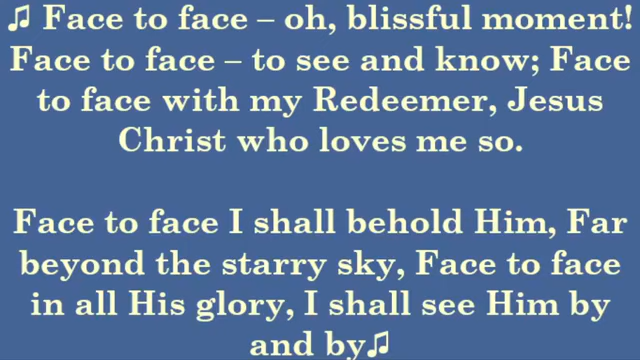 ♫ Face to face – oh, blissful moment!
Face to face – to see and know; Face
to face with my Redeemer, Jesus
Christ who loves me so.
Face to face I shall behold Him, Far
beyond the starry sky, Face to face
in all His glory, I shall see Him by
and by♫